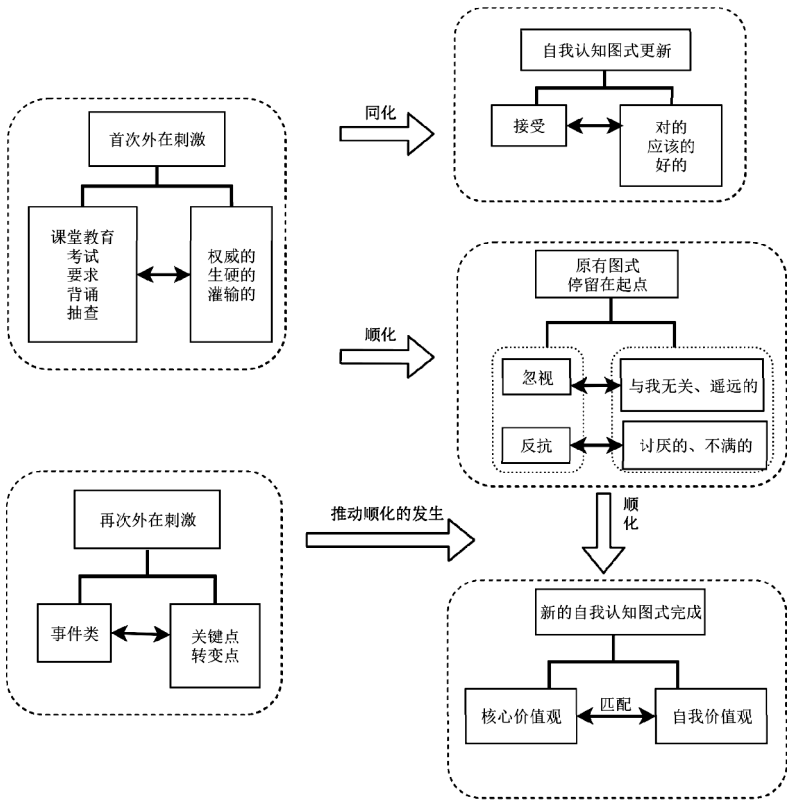 首次外在刺激
课堂教育
考试
要求
背诵
抽查
权威的
生硬的
灌输的
同化
自我认知图式更新
接受
对的
应该的
好的
顺化
原有图式
停留在起点
忽视
与我无关、遥远的
反抗
讨厌的、不满的
再次外在刺激
事件类
关键点
转变点
推动顺化的发生
顺
化
新的自我认知图式完成
核心价值观
匹配
自我价值观